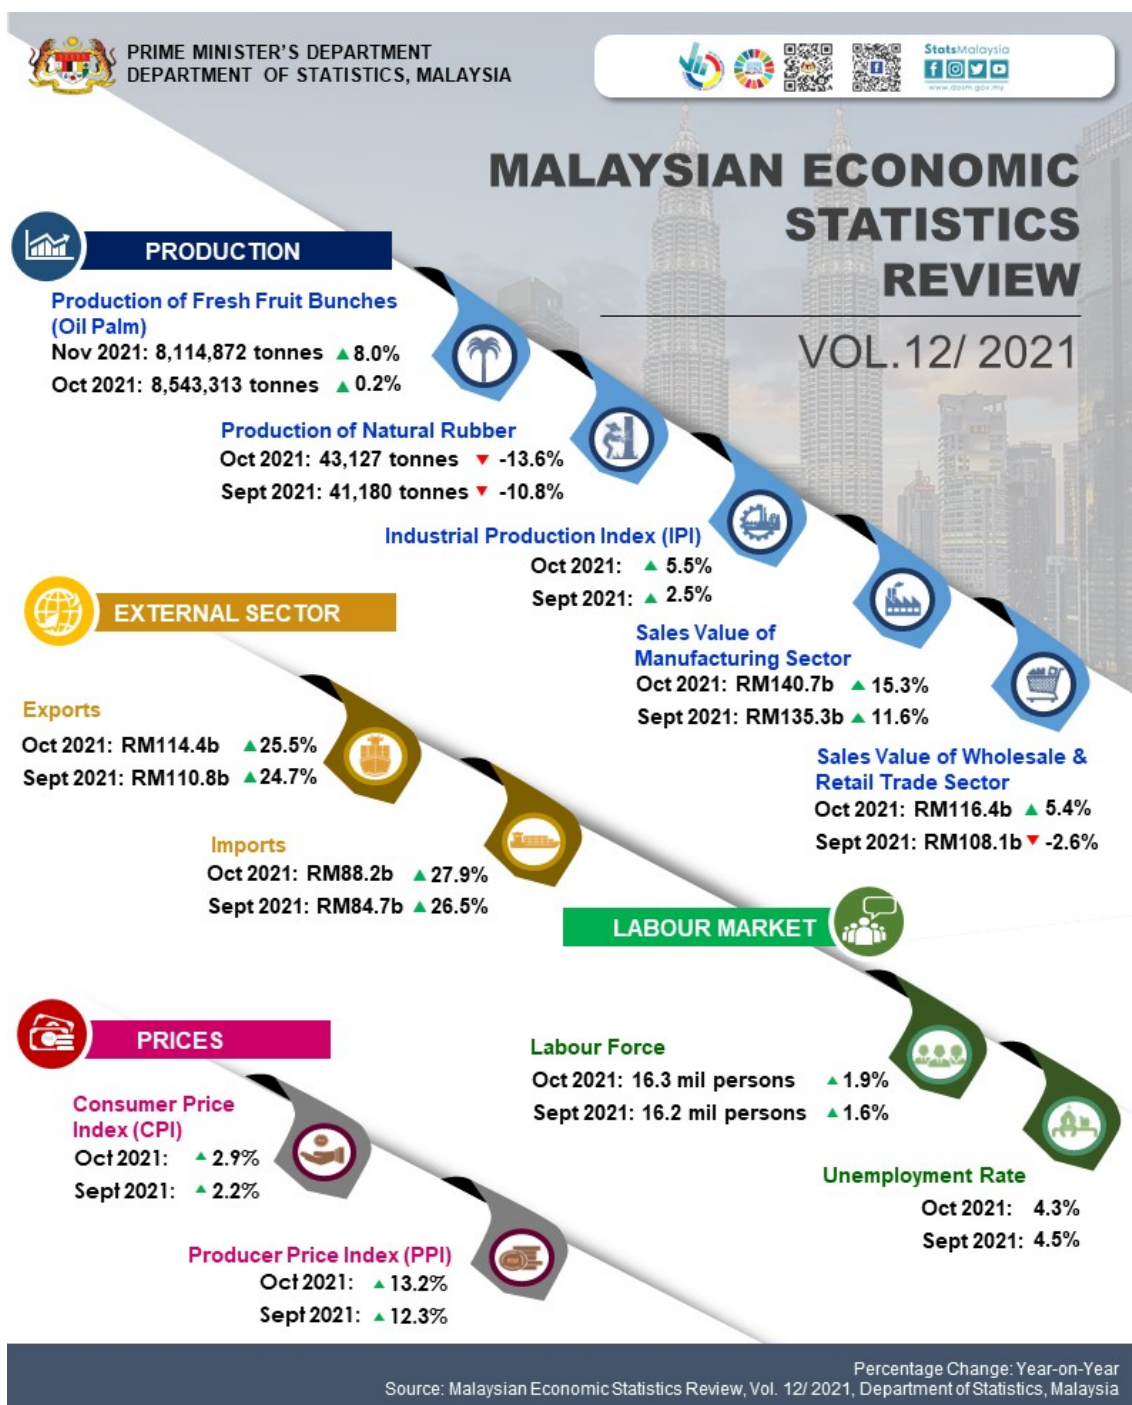 PRIME MINISTER'S DEPARTMENT
DEPARTMENT OF STATISTICS, MALAYSIA
StatsMalaysia
www.dosm.gov.my
MALAYSIAN ECONOMIC
STATISTICS
REVIEW
VOL.12/ 2021
PRODUCTION
Production of Fresh Fruit Bunches
(Oil Palm)
Nov 2021: 8,114,872 tonnes ▲ 8.0%
Oct 2021: 8,543,313 tonnes ▲ 0.2%
Production of Natural Rubber
Oct 2021: 43,127 tonnes ▼ -13.6%
Sept 2021: 41,180 tonnes ▼ -10.8%
Industrial Production Index (IPI)
Oct 2021: ▲ 5.5%
Sept 2021: ▲ 2.5%
Sales Value of
Manufacturing Sector
Oct 2021: RM140.7b ▲ 15.3%
Sept 2021: RM135.3b ▲ 11.6%
Sales Value of Wholesale &
Retail Trade Sector
Oct 2021: RM116.4b ▲ 5.4%
Sept 2021: RM108.1b ▼ -2.6%
EXTERNAL SECTOR
Exports
Oct 2021: RM114.4b ▲ 25.5%
Sept 2021: RM110.8b ▲ 24.7%
Imports
Oct 2021: RM88.2b ▲ 27.9%
Sept 2021: RM84.7b ▲ 26.5%
LABOUR MARKET
Labour Force
Oct 2021: 16.3 mil persons ▲ 1.9%
Sept 2021: 16.2 mil persons ▲ 1.6%
Unemployment Rate
Oct 2021: 4.3%
Sept 2021: 4.5%
PRICES
Consumer Price
Index (CPI)
Oct 2021: ▲ 2.9%
Sept 2021: ▲ 2.2%
Producer Price Index (PPI)
Oct 2021: ▲ 13.2%
Sept 2021: ▲ 12.3%
Percentage Change: Year-on-Year
Source: Malaysian Economic Statistics Review, Vol. 12/ 2021, Department of Statistics, Malaysia